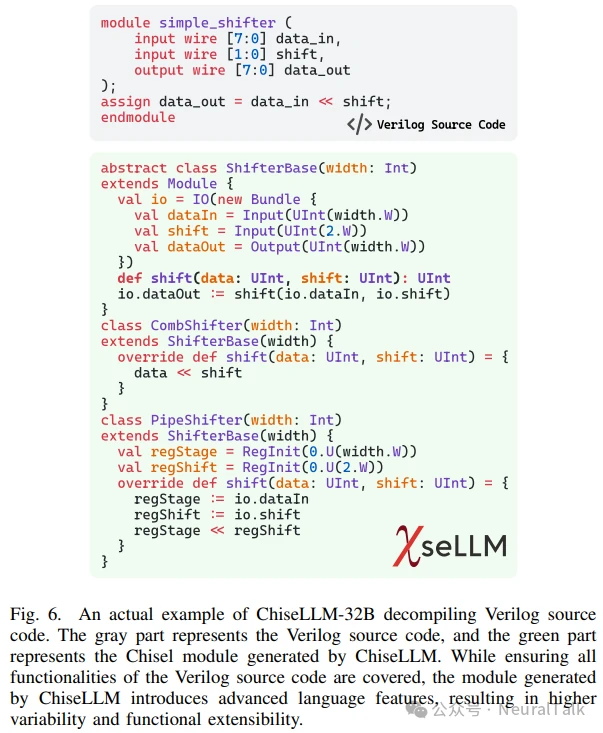 module simple_shifter (
    input wire [7:0] data_in,
    input wire [1:0] shift,
    output wire [7:0] data_out
);
assign data_out = data_in << shift;
endmodule
</> Verilog Source Code
abstract class ShifterBase(width: Int)
extends Module {
  val io = IO(new Bundle {
    val dataIn = Input(UInt(width.W))
    val shift = Input(UInt(2.W))
    val dataOut = Output(UInt(width.W))
  })
  def shift(data: UInt, shift: UInt): UInt
  io.dataOut := shift(io.dataIn, io.shift)
}
class CombShifter(width: Int)
extends ShifterBase(width) {
  override def shift(data: UInt, shift: UInt) = {
    data << shift
  }
}
class PipeShifter(width: Int)
extends ShifterBase(width) {
  val regStage = RegInit(0.U(width.W))
  val regShift = RegInit(0.U(2.W))
  override def shift(data: UInt, shift: UInt) = {
    regStage := io.dataIn
    regShift := io.shift
    regStage << regShift
  }
}
χseLLM
Fig. 6. An actual example of ChiseLLM-32B decompiling Verilog source
code. The gray part represents the Verilog source code, and the green part
represents the Chisel module generated by ChiseLLM. While ensuring all
functionalities of the Verilog source code are covered, the module generated
by ChiseLLM introduces advanced language features, resulting in higher
variability and functional extensibility.
公众号 · NeuralTalk